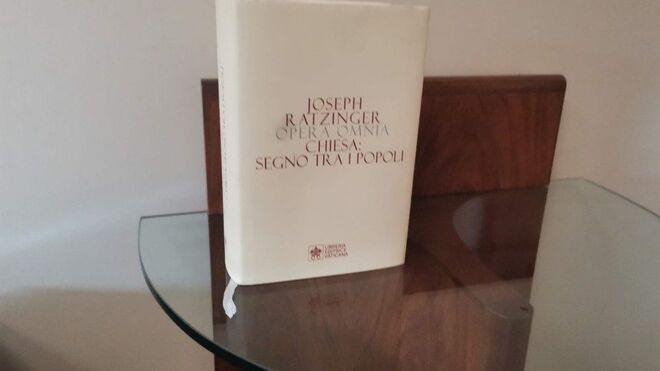 JOSEPH
RATZINGER
OPERA OMNIA
CHIESA:
SEGNO TRA I POPOLI
LIBRERIA
EDITRICE
VATICANA